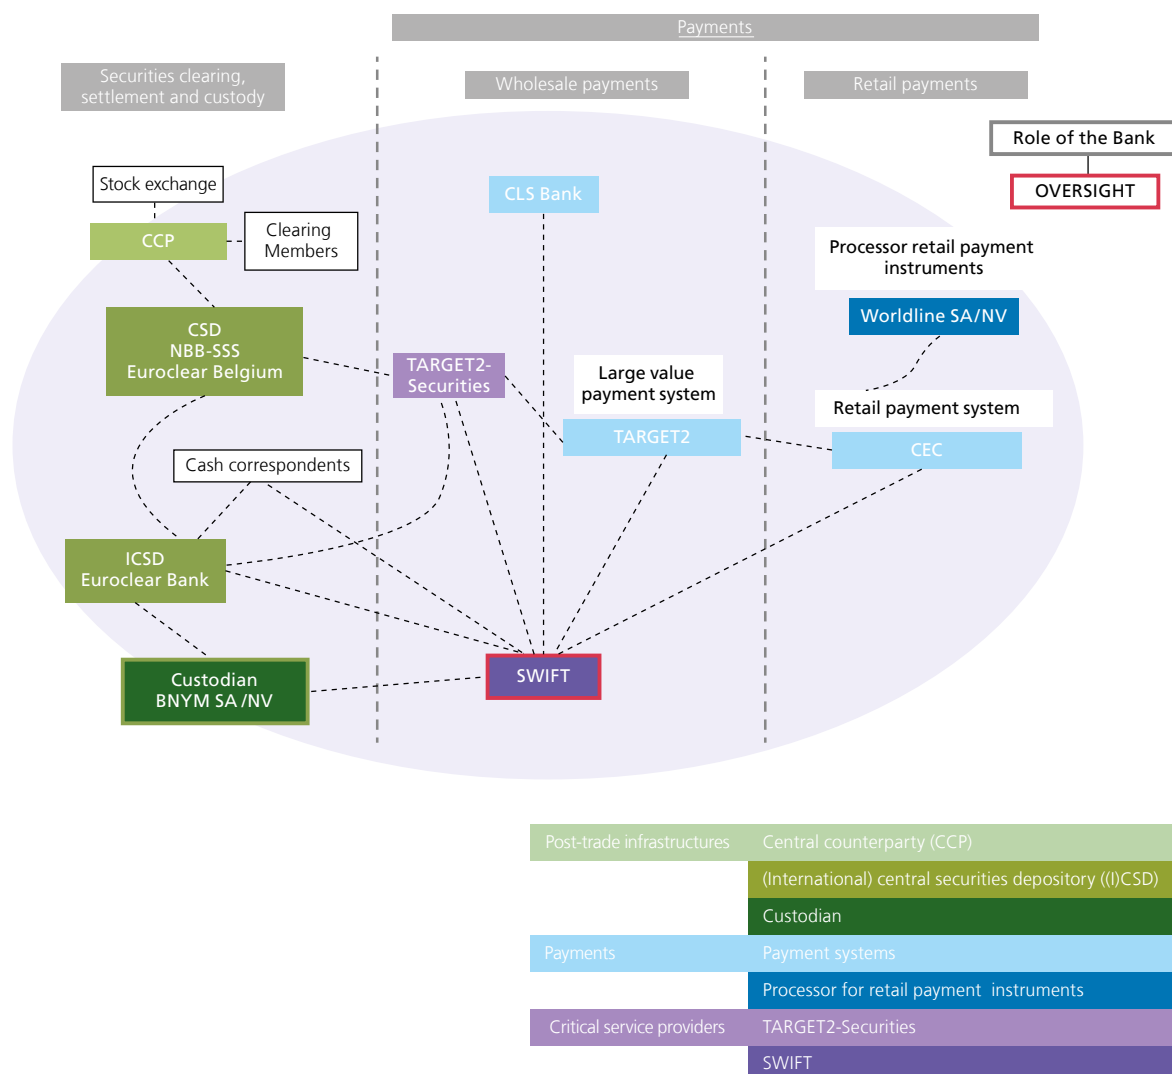 Payments
Securities clearing,
settlement and custody
Wholesale payments
Retail payments
Role of the Bank
OVERSIGHT
Stock exchange
CCP
Clearing
Members
CLS Bank
Processor retail payment
instruments
Worldline SA/NV
CSD
NBB-SSS
Euroclear Belgium
TARGET2-
Securities
Large value
payment system
TARGET2
Retail payment system
CEC
Cash correspondents
ICSD
Euroclear Bank
Custodian
BNYM SA/NV
SWIFT
Post-trade infrastructures
Central counterparty (CCP)
(International) central securities depository ((I)CSD)
Custodian
Payments
Payment systems
Processor for retail payment instruments
Critical service providers
TARGET2-Securities
SWIFT